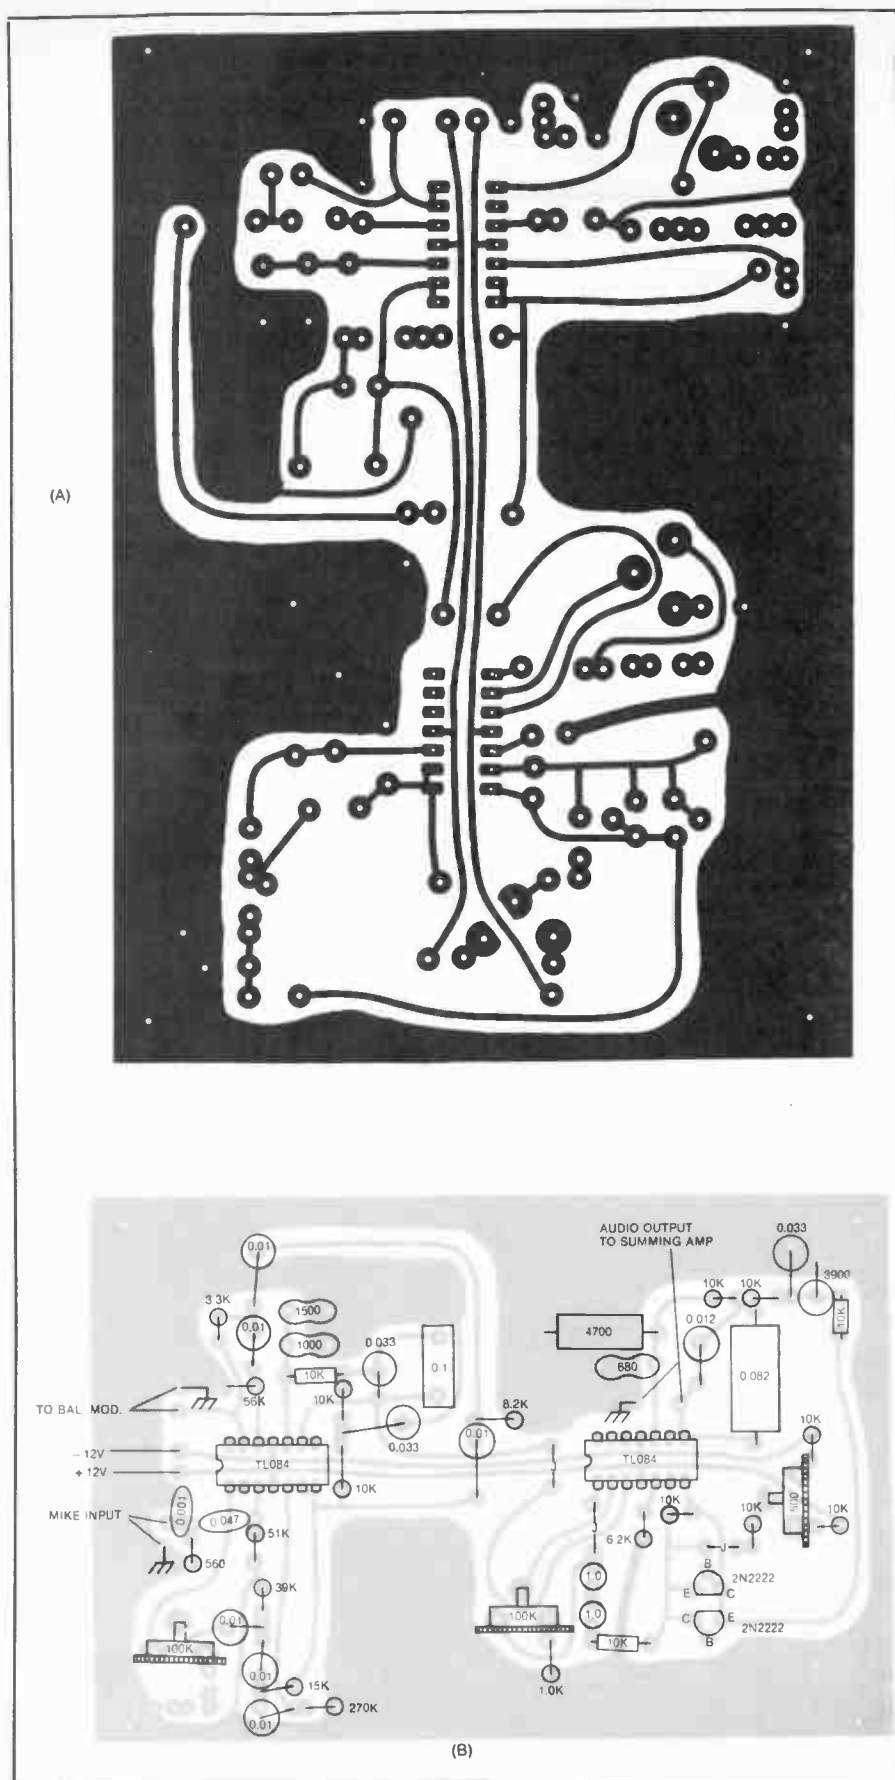 (A)
AUDIO OUTPUT
TO SUMMING AMP
0.033
0.01
3900
10K
10K
3.3K
1500
10K
0.01
4700
0.012
1000
0.033
680
0.1
0.082
10K
56K
10K
TO BAL. MOD.
8.2K
10K
0.033
0.01
- 12V
TL084
TL084
+ 12V
10K
500
0.001
MIKE INPUT
0.047
10K
10K
10K
51K
J
6.2K
560
J
B
2N2222
39K
1.0
E
C
C
E
100K
1.0
2N2222
0.01
B
100K
10K
0.01
15K
1.0K
0.01
270K
(B)